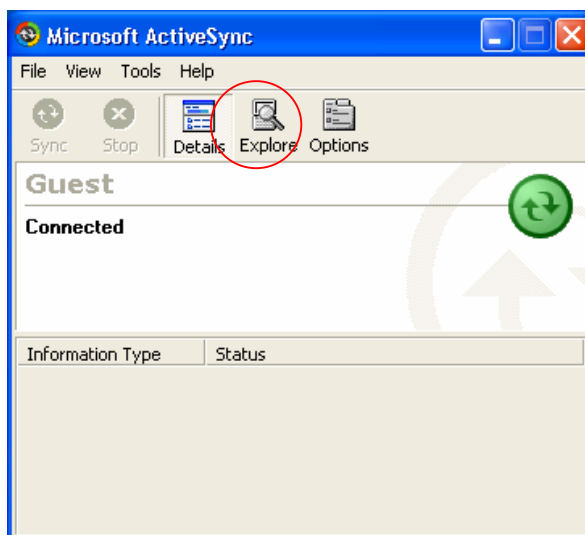 Microsoft ActiveSync
File View Tools Help
Sync Stop Details Explore Options
Guest
Connected
Information Type Status